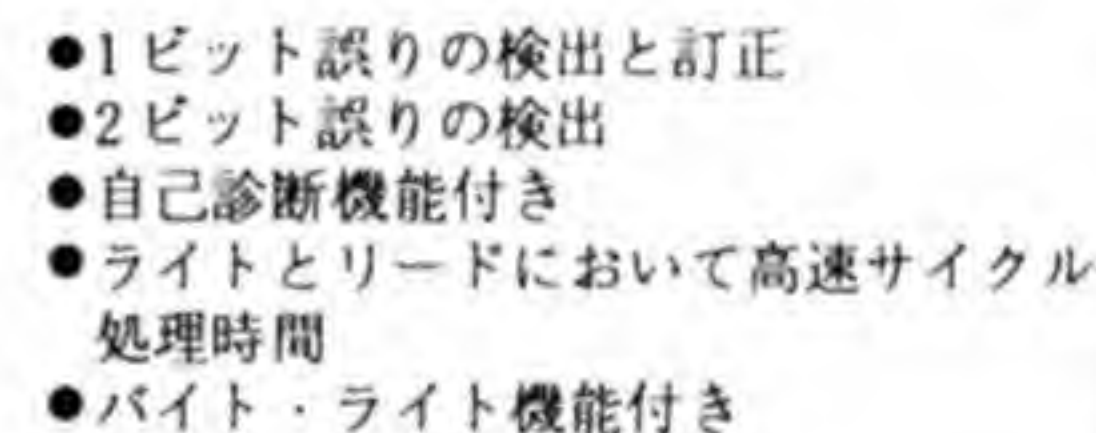 ●1ビット誤りの検出と訂正
●2ビット誤りの検出
●自己診断機能付き
●ライトとリードにおいて高速サイクル
処理時間
●バイト・ライト機能付き